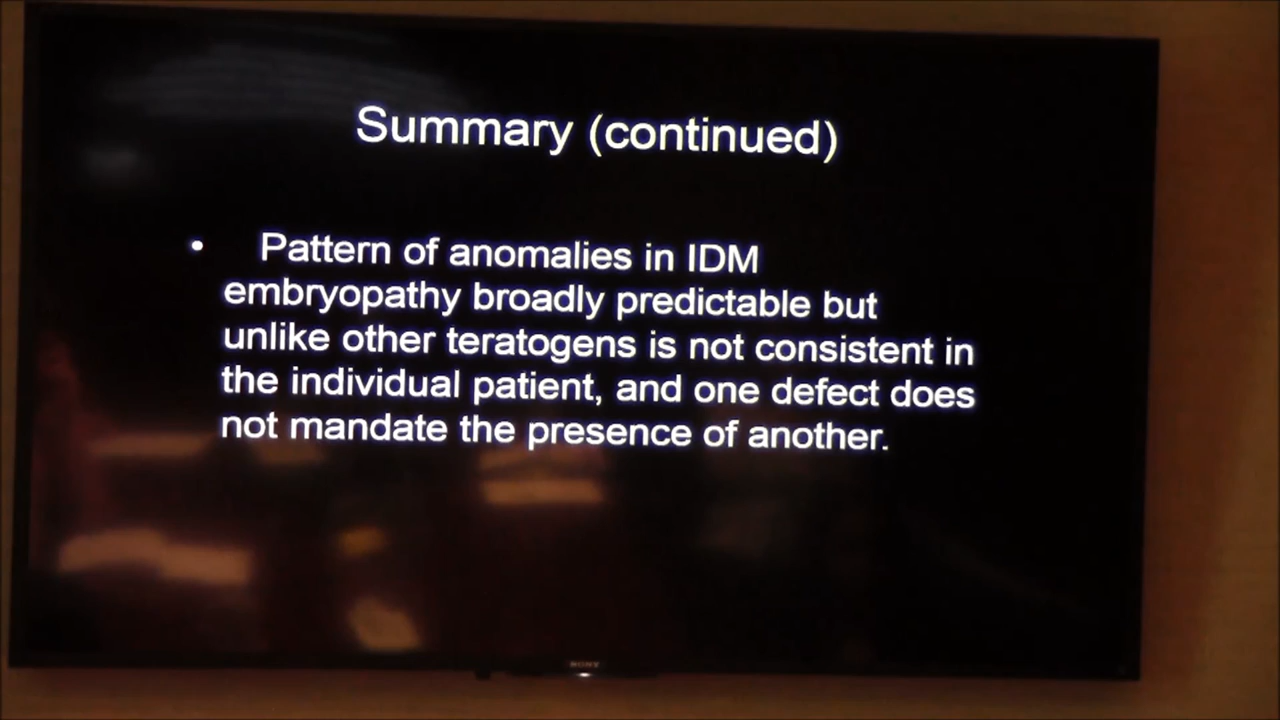 Summary (continued)
• Pattern of anomalies in IDM
embryopathy broadly predictable but
unlike other teratogens is not consistent in
the individual patient, and one defect does
not mandate the presence of another.
SONY